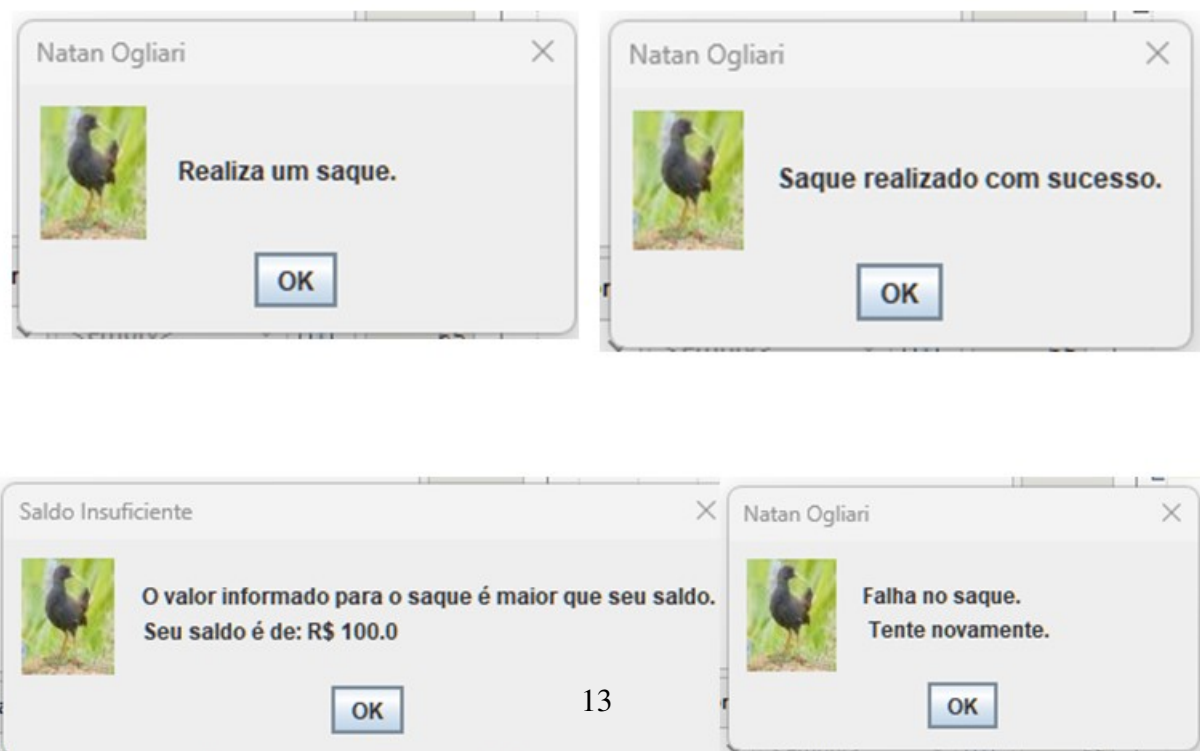 Natan Ogliari
Realiza um saque.
OK
Natan Ogliari
Saque realizado com sucesso.
OK
Saldo Insuficiente
O valor informado para o saque é maior que seu saldo.
Seu saldo é de: R$ 100.0
OK
13
Natan Ogliari
Falha no saque.
Tente novamente.
OK